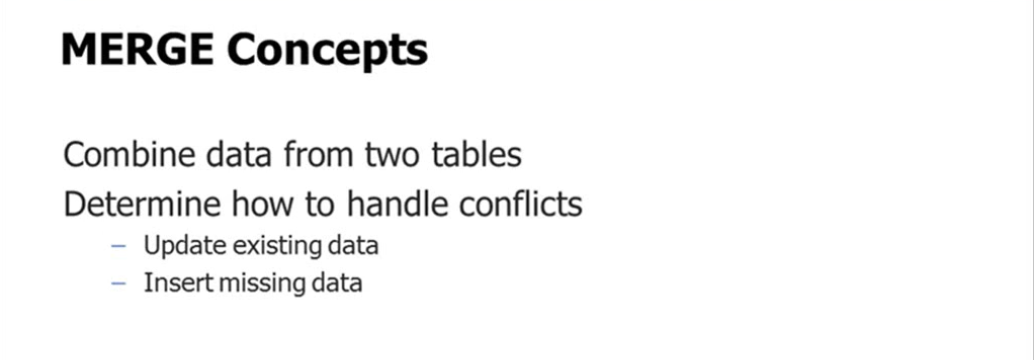 MERGE Concepts
Combine data from two tables
Determine how to handle conflicts
– Update existing data
– Insert missing data